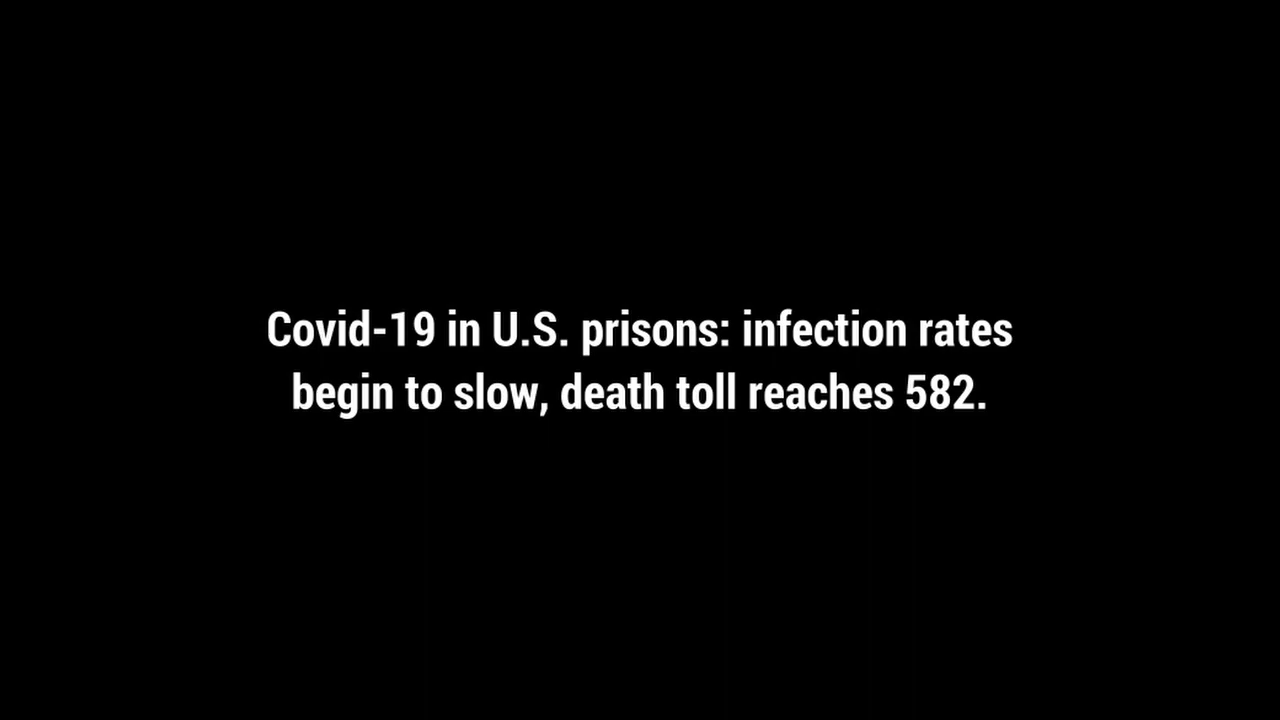 Covid-19 in U.S. prisons: infection rates
begin to slow, death toll reaches 582.